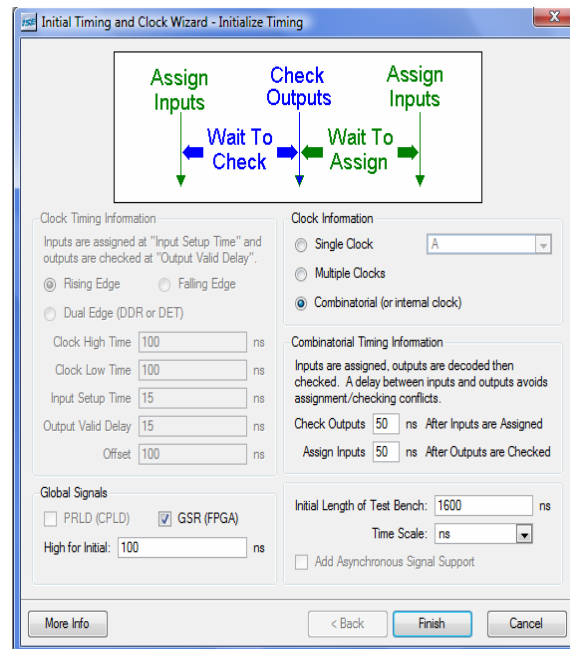 ISE Initial Timing and Clock Wizard - Initialize Timing
X
Assign Inputs
Check Outputs
Assign Inputs
Wait To Check
Wait To Assign
Clock Timing Information
Inputs are assigned at "Input Setup Time" and
outputs are checked at "Output Valid Delay".
Rising Edge Falling Edge
Dual Edge (DDR or DET)
Clock High Time 100 ns
Clock Low Time 100 ns
Input Setup Time 15 ns
Output Valid Delay 15 ns
Offset 100 ns
Global Signals
PRLD (CPLD) GSR (FPGA)
High for Initial: 100 ns
Clock Information
Single Clock A
Multiple Clocks
Combinatorial (or internal clock)
Combinatorial Timing Information
Inputs are assigned, outputs are decoded then
checked. A delay between inputs and outputs avoids
assignment/checking conflicts.
Check Outputs 50 ns After Inputs are Assigned
Assign Inputs 50 ns After Outputs are Checked
Initial Length of Test Bench: 1600 ns
Time Scale: ns
Add Asynchronous Signal Support
More Info
< Back Finish Cancel